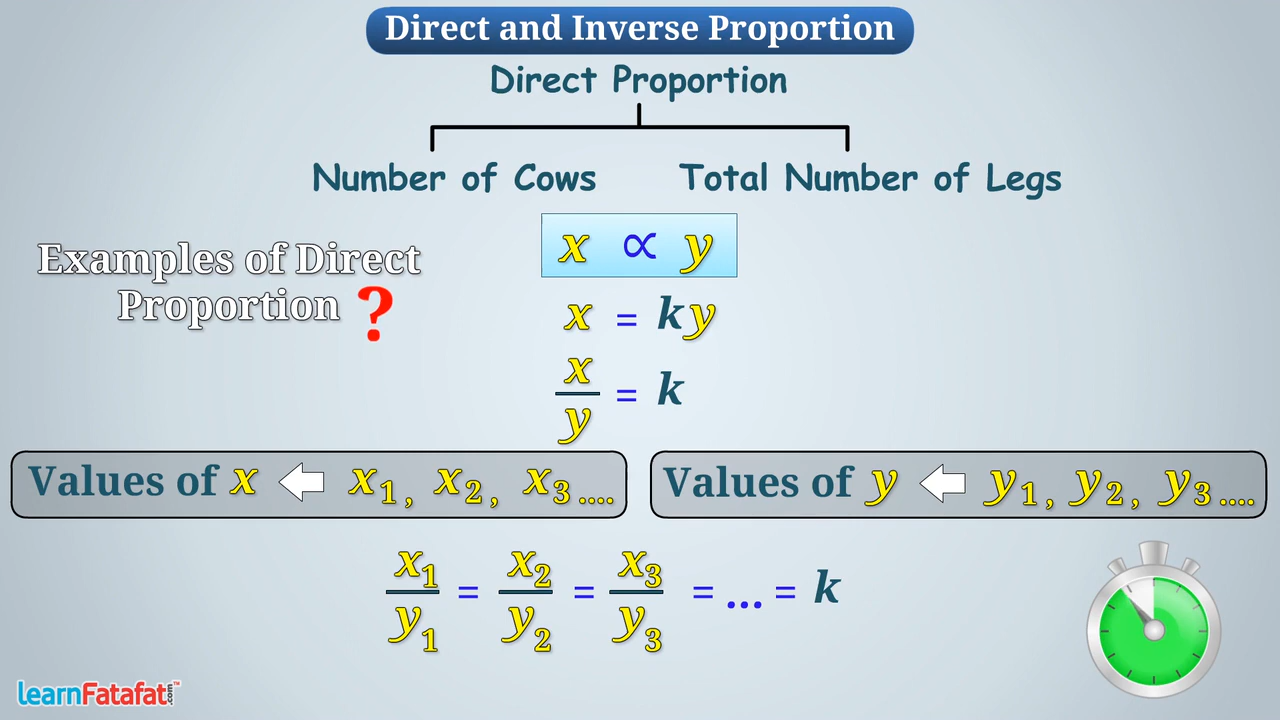 Direct and Inverse Proportion
Direct Proportion
Number of Cows Total Number of Legs
x ∝ y
Examples of Direct
Proportion ?
x = ky
x/y = k
Values of x ⇐ x₁, x₂, x₃....
Values of y ⇐ y₁, y₂, y₃....
x₁/y₁ = x₂/y₂ = x₃/y₃ = ... = k
learnFatafat.com™